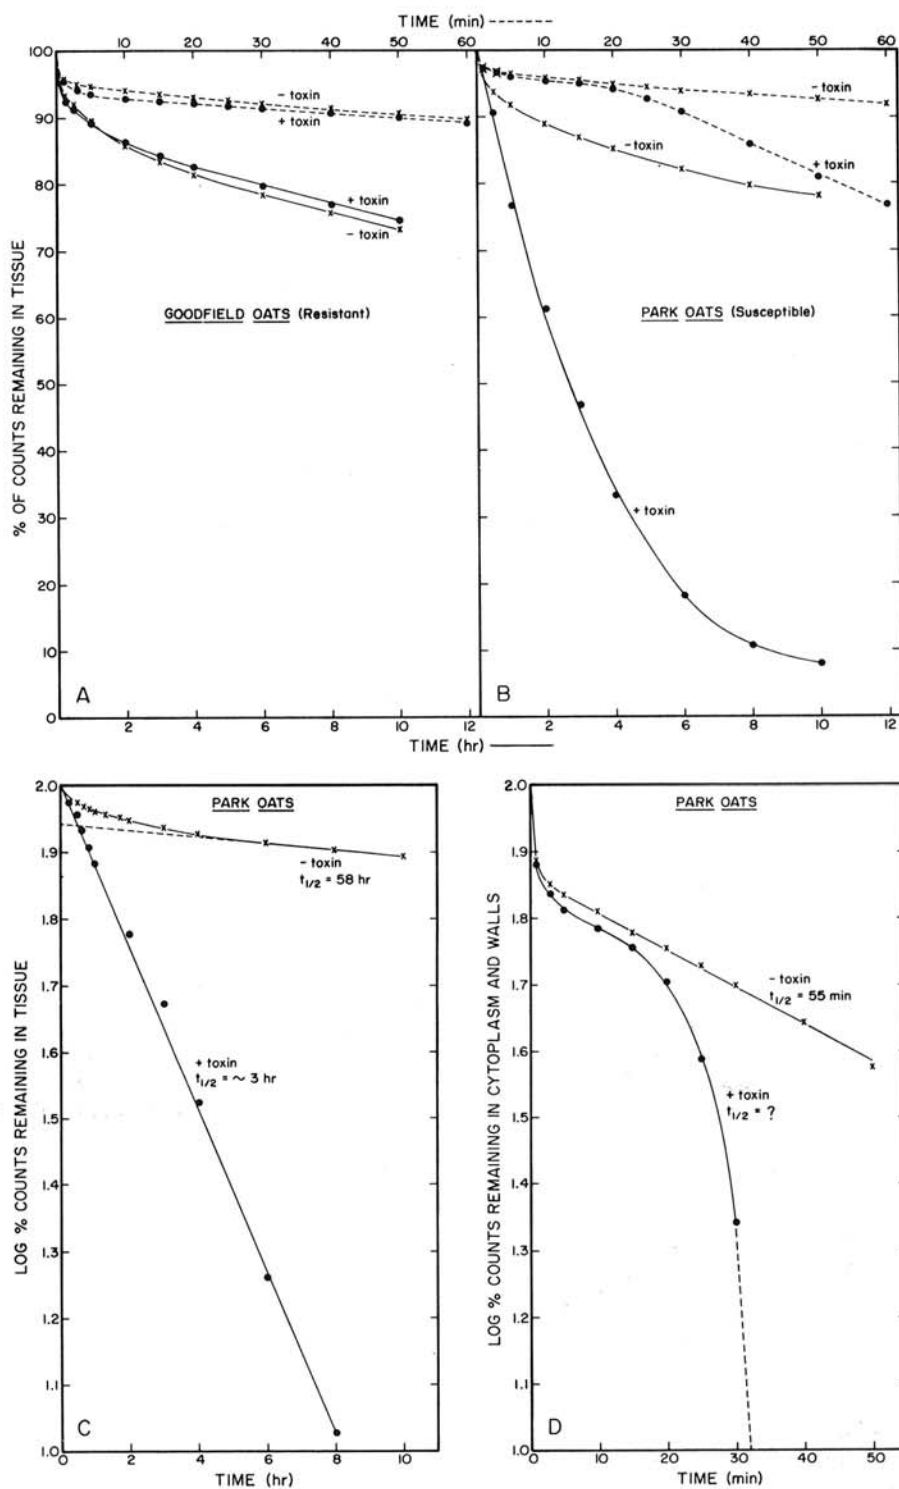 TIME (min) ------
10 20 30 40 50 60 10 20 30 40 50 60
100
90
80
70
60
50
40
30
20
10
0
% OF COUNTS REMAINING IN TISSUE
- toxin
+ toxin
+ toxin
- toxin
GOODFIELD OATS (Resistant)
A
- toxin
- toxin
+ toxin
PARK OATS (Susceptible)
+ toxin
B
2 4 6 8 10 12 2 4 6 8 10 12
TIME (hr) ———
2.0
1.9
1.8
1.7
1.6
1.5
1.4
1.3
1.2
1.1
1.0
LOG % COUNTS REMAINING IN TISSUE
PARK OATS
- toxin
t1/2 = 58 hr
+ toxin
t1/2 = ~ 3 hr
C
0 2 4 6 8 10
TIME (hr)
2.0
1.9
1.8
1.7
1.6
1.5
1.4
1.3
1.2
1.1
1.0
LOG % COUNTS REMAINING IN CYTOPLASM AND WALLS
PARK OATS
- toxin
t1/2 = 55 min
+ toxin
t1/2 = ?
D
0 10 20 30 40 50
TIME (min)